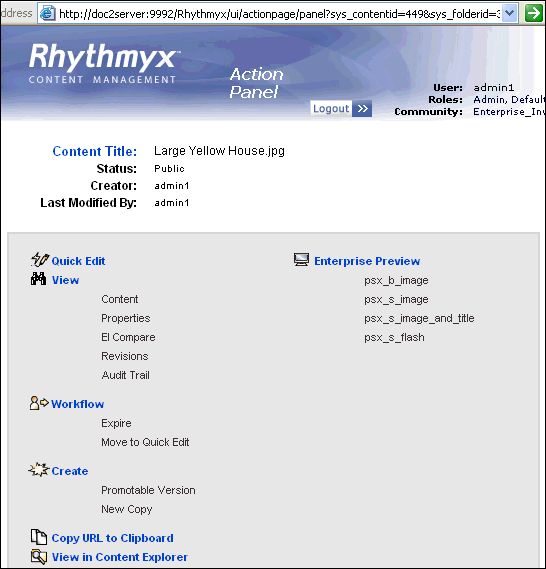 ddress http://doc2server:9992/Rhythmyx/ui/actionpage/panel?sys_contentid=449&sys_folderid=3
Rhythmyx™
CONTENT MANAGEMENT
Action
Panel
Logout
User: admin1
Roles: Admin, Default
Community: Enterprise_Inv
Content Title: Large Yellow House.jpg
Status: Public
Creator: admin1
Last Modified By: admin1
Quick Edit
View
Content
Properties
EI Compare
Revisions
Audit Trail
Workflow
Expire
Move to Quick Edit
Create
Promotable Version
New Copy
Copy URL to Clipboard
View in Content Explorer
Enterprise Preview
psx_b_image
psx_s_image
psx_s_image_and_title
psx_s_flash